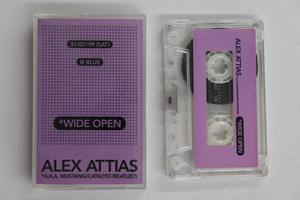 31/07/99 (SAT)
@ BLUE
*WIDE OPEN
ALEX ATTIAS
*A.K.A. MUSTANG/CATALYST/BEATLESS
ALEX ATTIAS
*WIDE OPEN